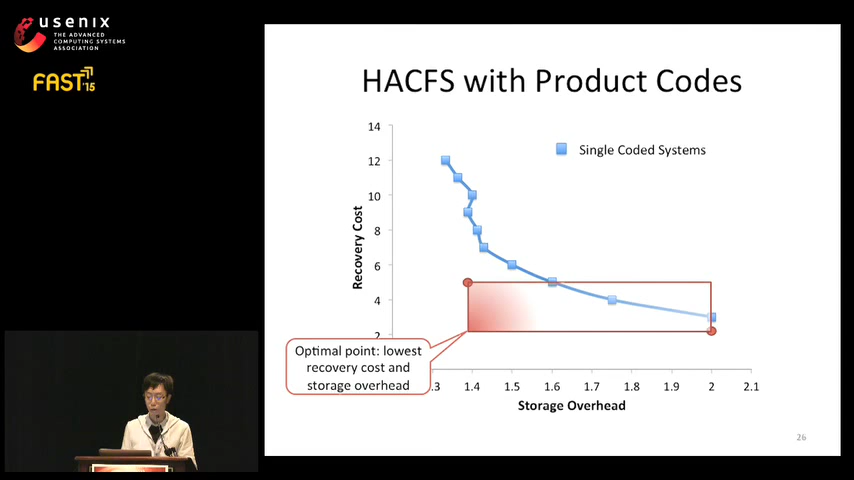 usenix
THE ADVANCED
COMPUTING SYSTEMS
ASSOCIATION
FAST'15
HACFS with Product Codes
14
12
10
8
6
4
2
Recovery Cost
Single Coded Systems
Optimal point: lowest
recovery cost and
storage overhead
.3 1.4 1.5 1.6 1.7 1.8 1.9 2 2.1
Storage Overhead
26